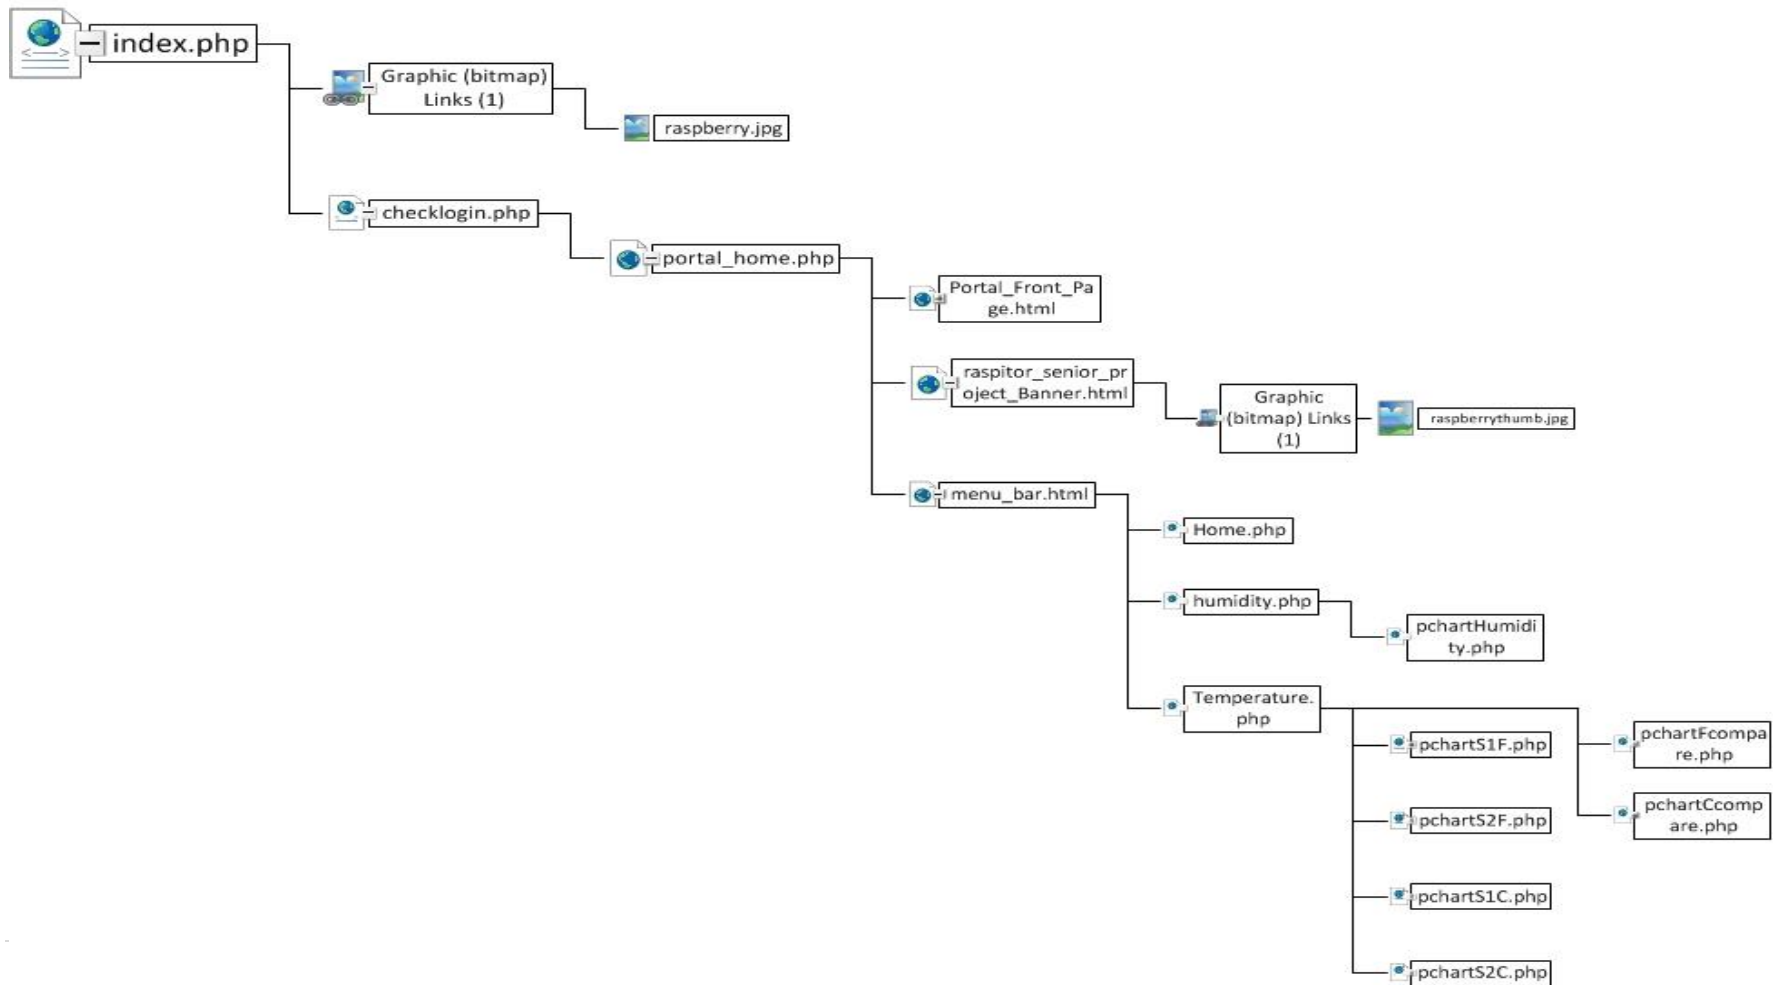 index.php
Graphic (bitmap)
Links (1)
raspberry.jpg
checklogin.php
portal_home.php
Portal_Front_Pa
ge.html
raspitor_senior_pr
oject_Banner.html
Graphic
(bitmap) Links
(1)
raspberrythumb.jpg
menu_bar.html
Home.php
humidity.php
pchartHumidi
ty.php
Temperature.
php
pchartS1F.php
pchartFcompa
re.php
pchartS2F.php
pchartCcomp
are.php
pchartS1C.php
pchartS2C.php